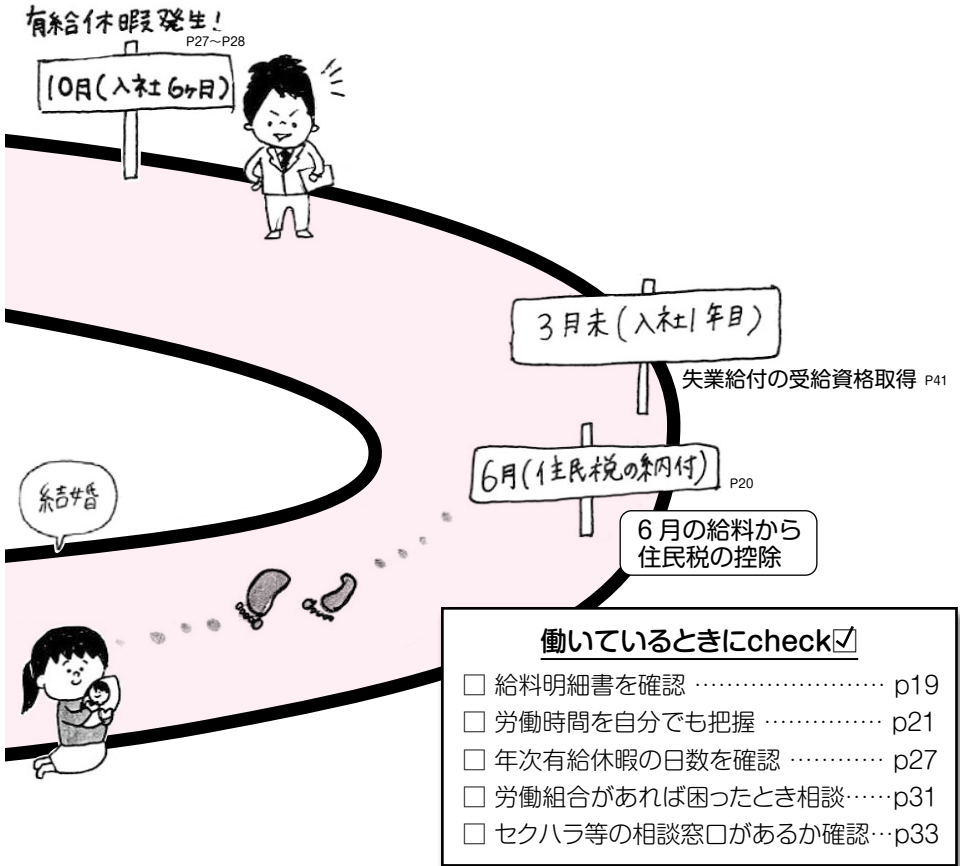 有給休暇発生!
P27～P28
10月(入社6ヶ月)
3月末(入社1年目)
失業給付の受給資格取得 P41
6月(住民税の納付)
P20
6月の給料から
住民税の控除
結婚
働いているときにcheck☑
□ 給料明細書を確認 …………………… p19
□ 労働時間を自分でも把握 …………… p21
□ 年次有給休暇の日数を確認 ………… p27
□ 労働組合があれば困ったとき相談……p31
□ セクハラ等の相談窓口があるか確認…p33